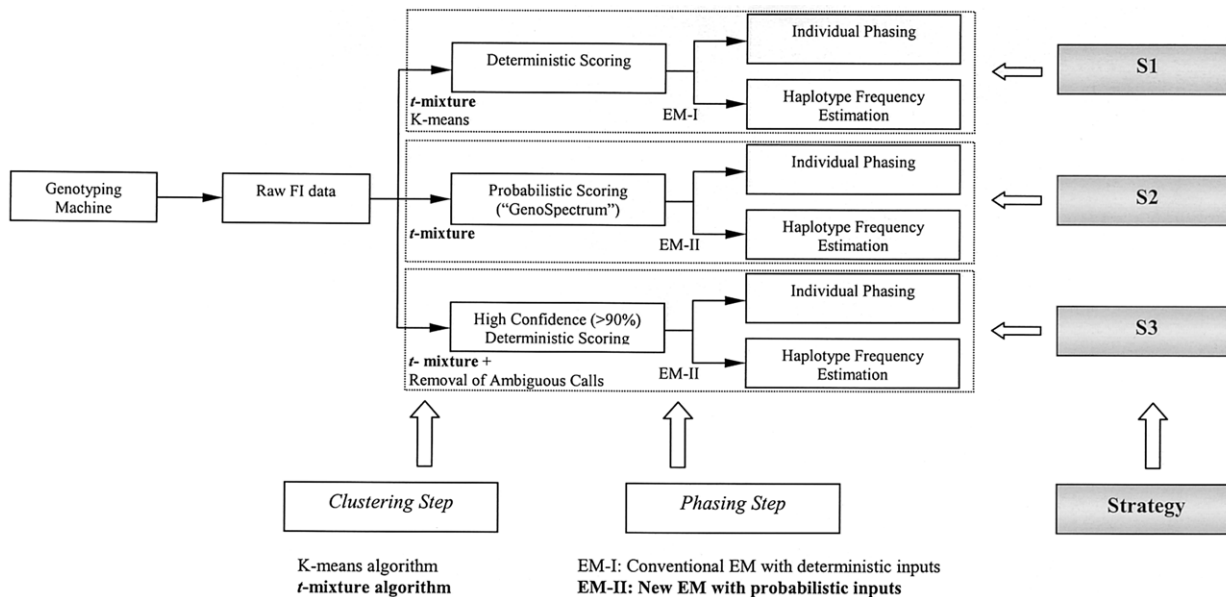 Individual Phasing
Deterministic Scoring
t-mixture
K-means
EM-I
Haplotype Frequency
Estimation
S1
Genotyping
Machine
Raw FI data
Individual Phasing
Probabilistic Scoring
(“GenoSpectrum”)
t-mixture
EM-II
Haplotype Frequency
Estimation
S2
Individual Phasing
High Confidence (>90%)
Deterministic Scoring
t- mixture +
Removal of Ambiguous Calls
EM-II
Haplotype Frequency
Estimation
S3
Clustering Step
Phasing Step
Strategy
K-means algorithm
t-mixture algorithm
EM-I: Conventional EM with deterministic inputs
EM-II: New EM with probabilistic inputs